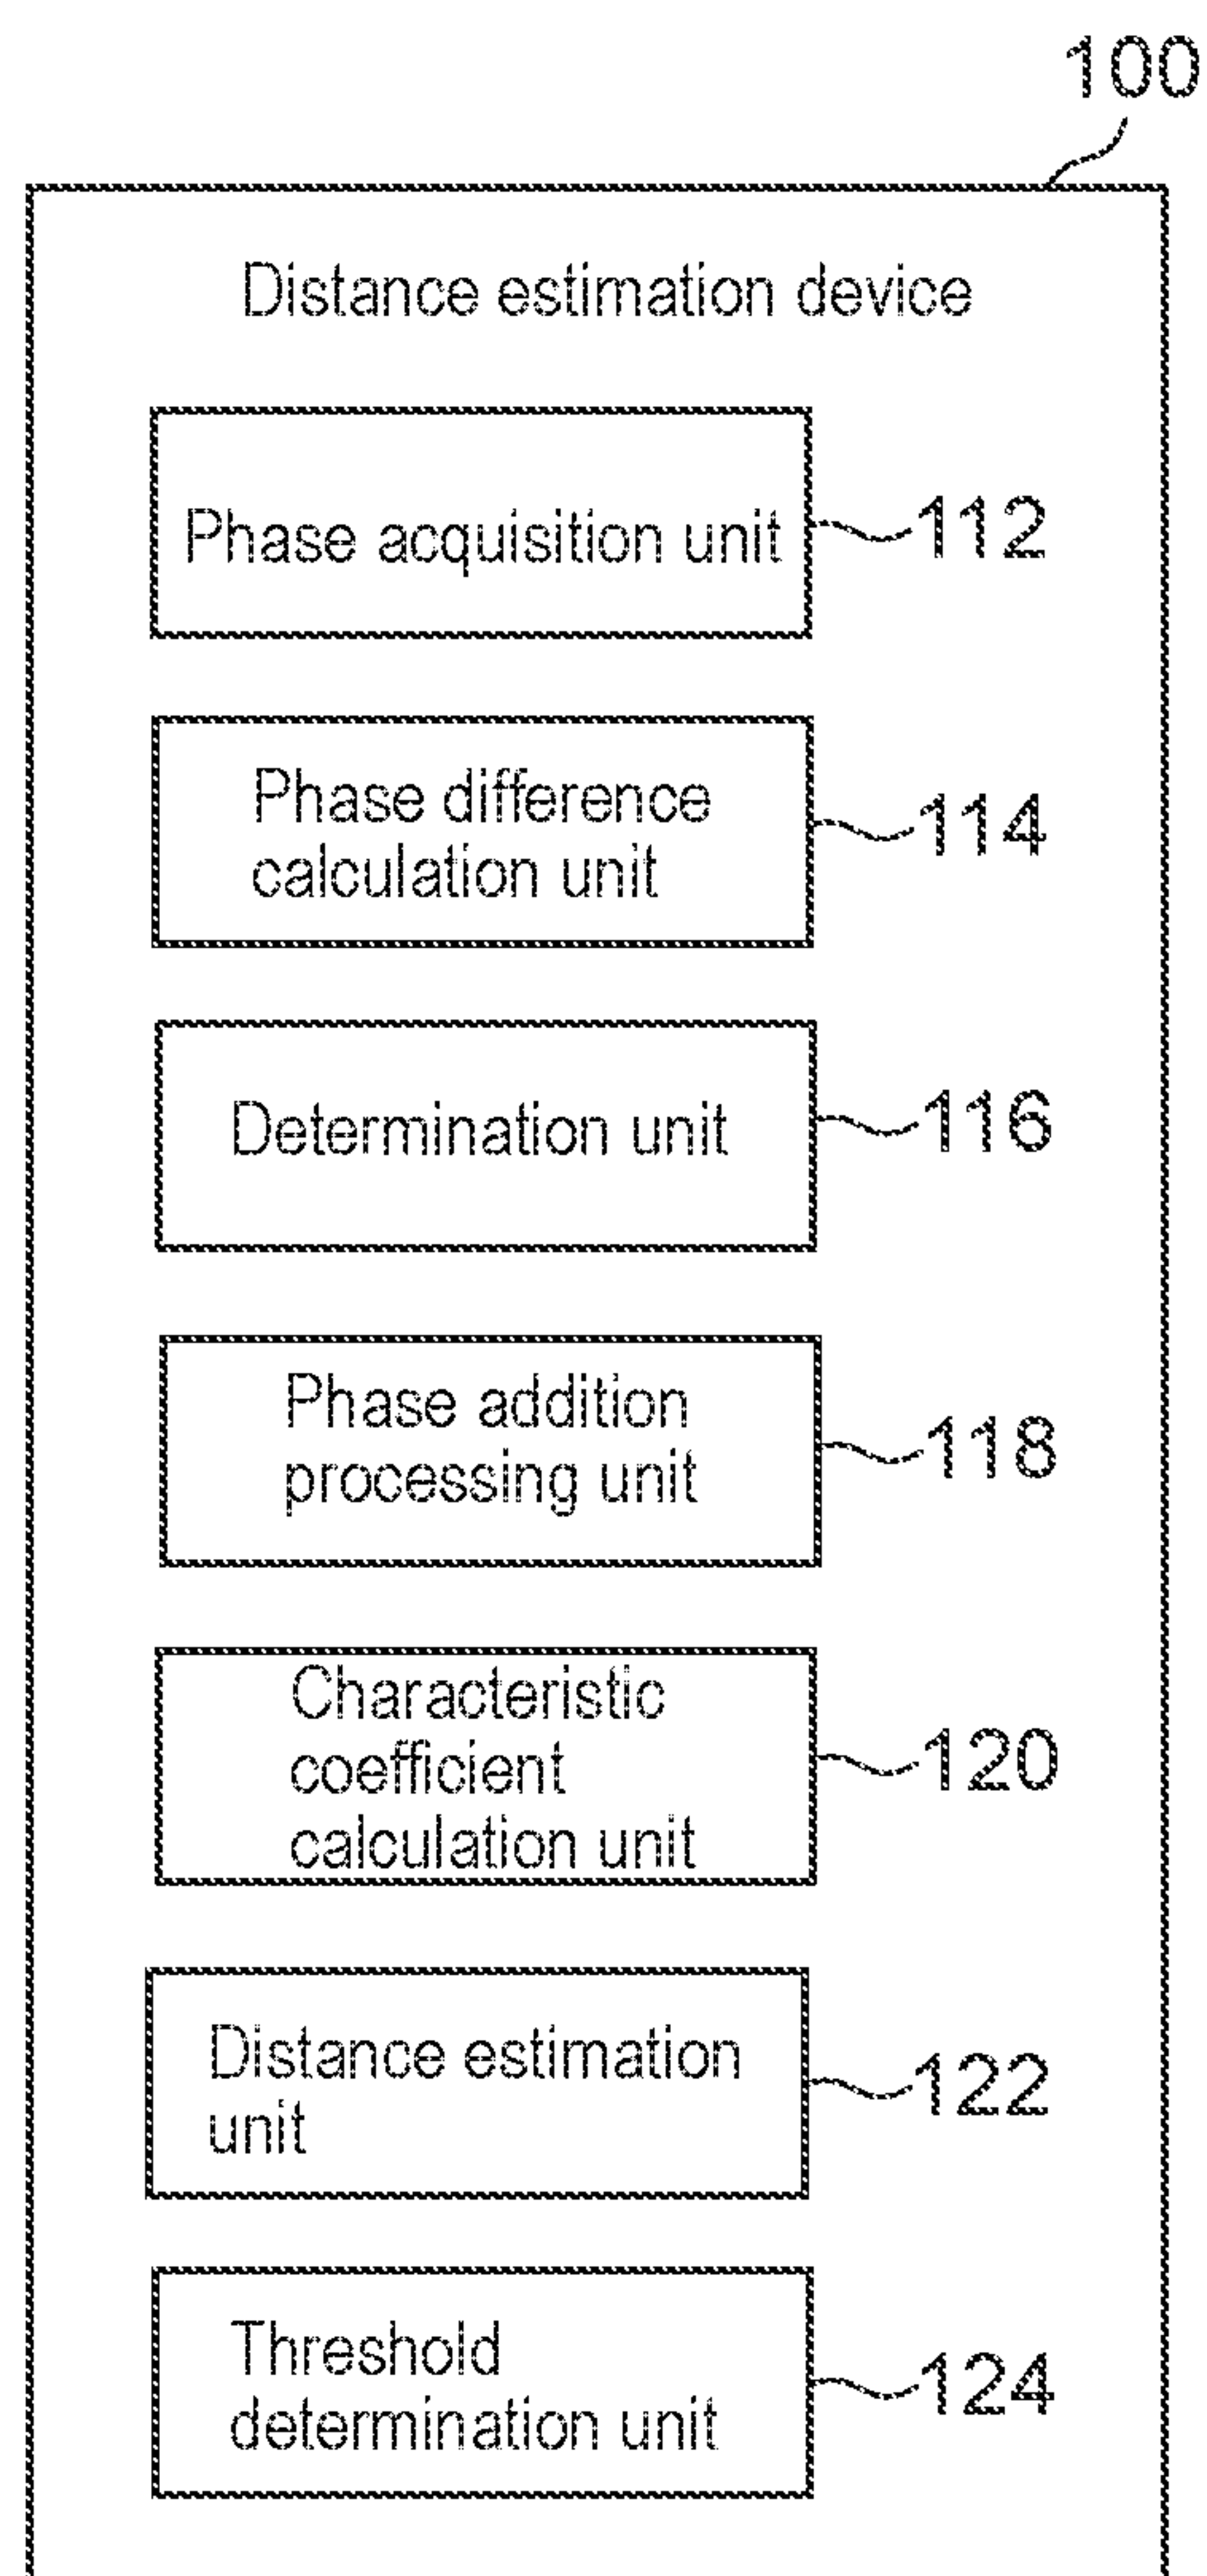 100
Distance estimation device
Phase acquisition unit
112
Phase difference
calculation unit
114
Determination unit
116
Phase addition
processing unit
118
Characteristic
coefficient
calculation unit
120
Distance estimation
unit
122
Threshold
determination unit
124